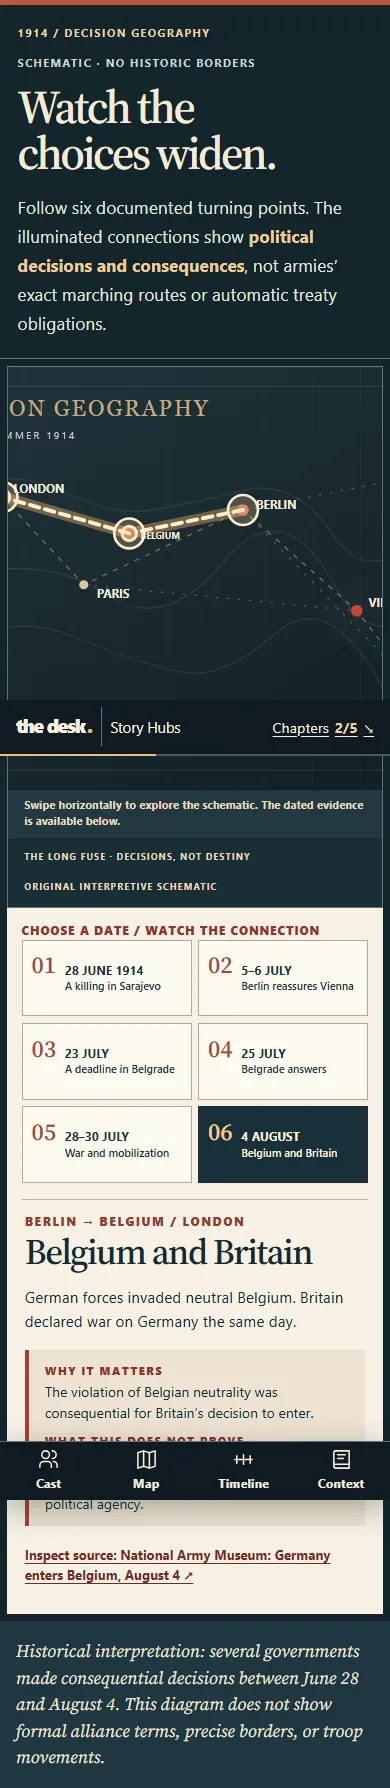 1914 / DECISION GEOGRAPHY
SCHEMATIC · NO HISTORIC BORDERS
Watch the
choices widen.
Follow six documented turning points. The
illuminated connections show political
decisions and consequences, not armies’
exact marching routes or automatic treaty
obligations.
ON GEOGRAPHY
MMER 1914
LONDON
BERLIN
BELGIUM
PARIS
VI
the desk.
Story Hubs
Chapters 2/5 ↘
Swipe horizontally to explore the schematic. The dated evidence
is available below.
THE LONG FUSE · DECISIONS, NOT DESTINY
ORIGINAL INTERPRETIVE SCHEMATIC
CHOOSE A DATE / WATCH THE CONNECTION
01 28 JUNE 1914
A killing in Sarajevo
02 5–6 JULY
Berlin reassures Vienna
03 23 JULY
A deadline in Belgrade
04 25 JULY
Belgrade answers
05 28–30 JULY
War and mobilization
06 4 AUGUST
Belgium and Britain
BERLIN → BELGIUM / LONDON
Belgium and Britain
German forces invaded neutral Belgium. Britain
declared war on Germany the same day.
WHY IT MATTERS
The violation of Belgian neutrality was
consequential for Britain’s decision to enter.
WHAT THIS DOES NOT PROVE
Cast
Map
Timeline
Context
political agency.
Inspect source: National Army Museum: Germany
enters Belgium, August 4 ↗
Historical interpretation: several governments
made consequential decisions between June 28
and August 4. This diagram does not show
formal alliance terms, precise borders, or troop
movements.